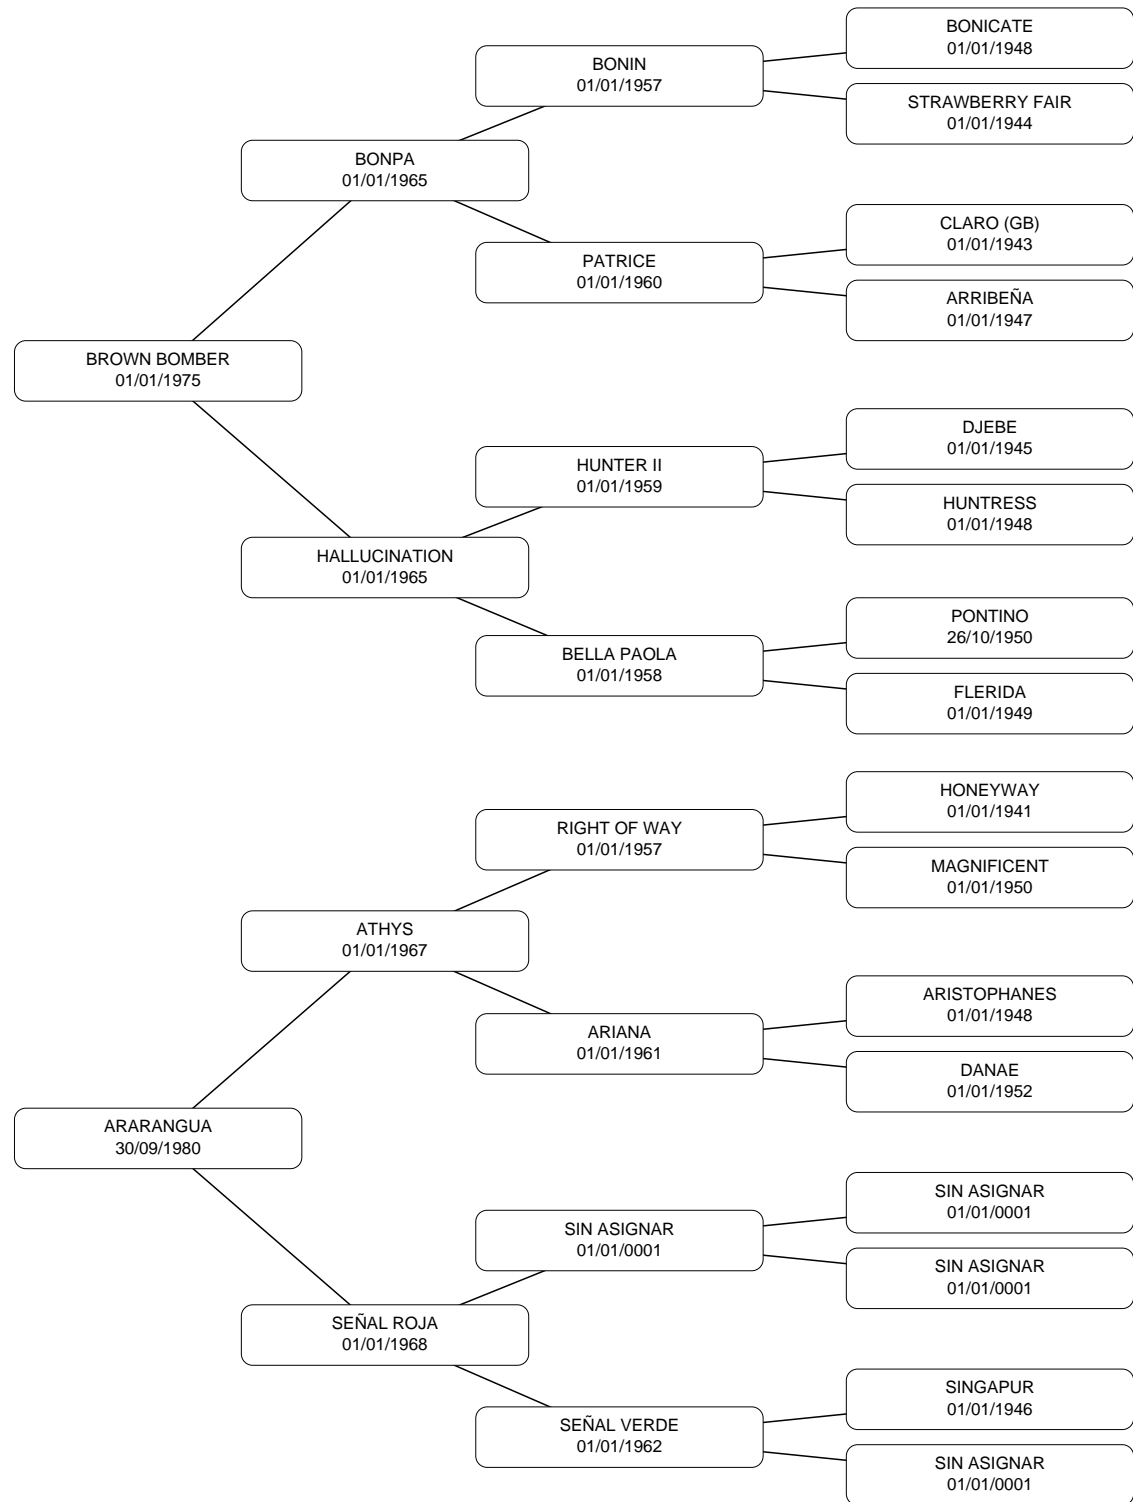 BONICATE
01/01/1948
BONIN
01/01/1957
STRAWBERRY FAIR
01/01/1944
BONPA
01/01/1965
CLARO (GB)
01/01/1943
PATRICE
01/01/1960
ARRIBEÑA
01/01/1947
BROWN BOMBER
01/01/1975
DJEBE
01/01/1945
HUNTER II
01/01/1959
HUNTRESS
01/01/1948
HALLUCINATION
01/01/1965
PONTINO
26/10/1950
BELLA PAOLA
01/01/1958
FLERIDA
01/01/1949
HONEYWAY
01/01/1941
RIGHT OF WAY
01/01/1957
MAGNIFICENT
01/01/1950
ATHYS
01/01/1967
ARISTOPHANES
01/01/1948
ARIANA
01/01/1961
DANAE
01/01/1952
ARARANGUA
30/09/1980
SIN ASIGNAR
01/01/0001
SIN ASIGNAR
01/01/0001
SIN ASIGNAR
01/01/0001
SEÑAL ROJA
01/01/1968
SINGAPUR
01/01/1946
SEÑAL VERDE
01/01/1962
SIN ASIGNAR
01/01/0001